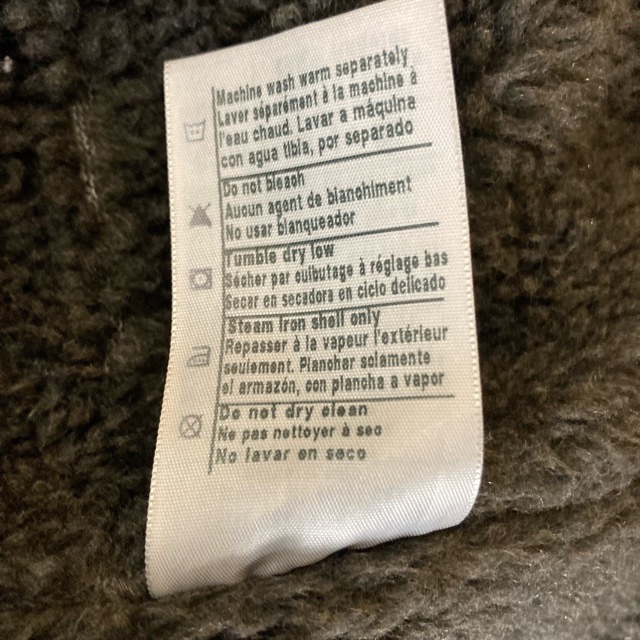 Machine wash warm separately
Laver séparément à la machine à
l'eau chaud. Lavar a máquina
con agua tibia, por separado
Do not bleach
Aucun agent de blanchiment
No usar blanqueador
Tumble dry low
Sécher par culbutage à réglage bas
Secar en secadora en ciclo delicado
Steam iron shell only
Repasser à la vapeur l'extérieur
seulement. Planchar solamente
el armazón, con plancha a vapor
Do not dry clean
Ne pas nettoyer à sec
No lavar en seco